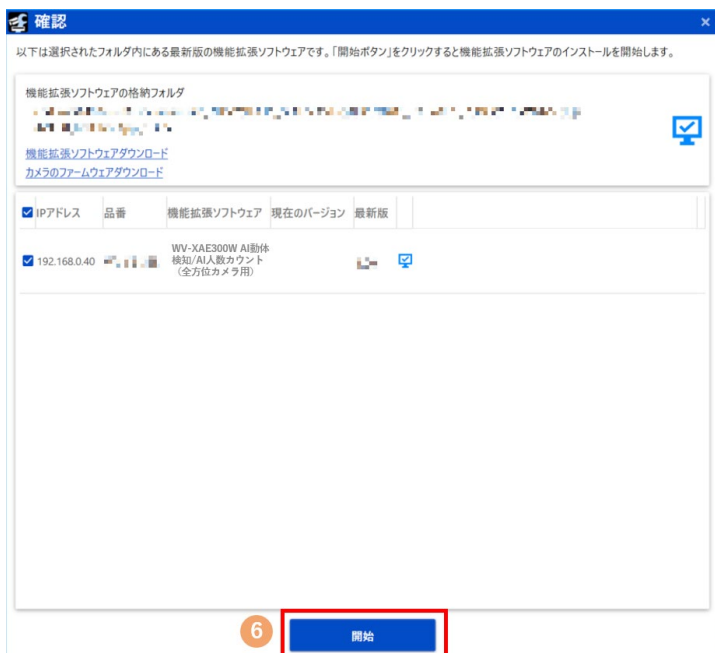 確認
以下は選択されたフォルダ内にある最新版の機能拡張ソフトウェアです。「開始ボタン」をクリックすると機能拡張ソフトウェアのインストールを開始します。
機能拡張ソフトウェアの格納フォルダ
機能拡張ソフトウェアダウンロード
カメラのファームウェアダウンロード
IPアドレス 品番 機能拡張ソフトウェア 現在のバージョン 最新版
192.168.0.40 WV-XAE300W AI動体
検知/AI人数カウント
(全方位カメラ用)
6 開始